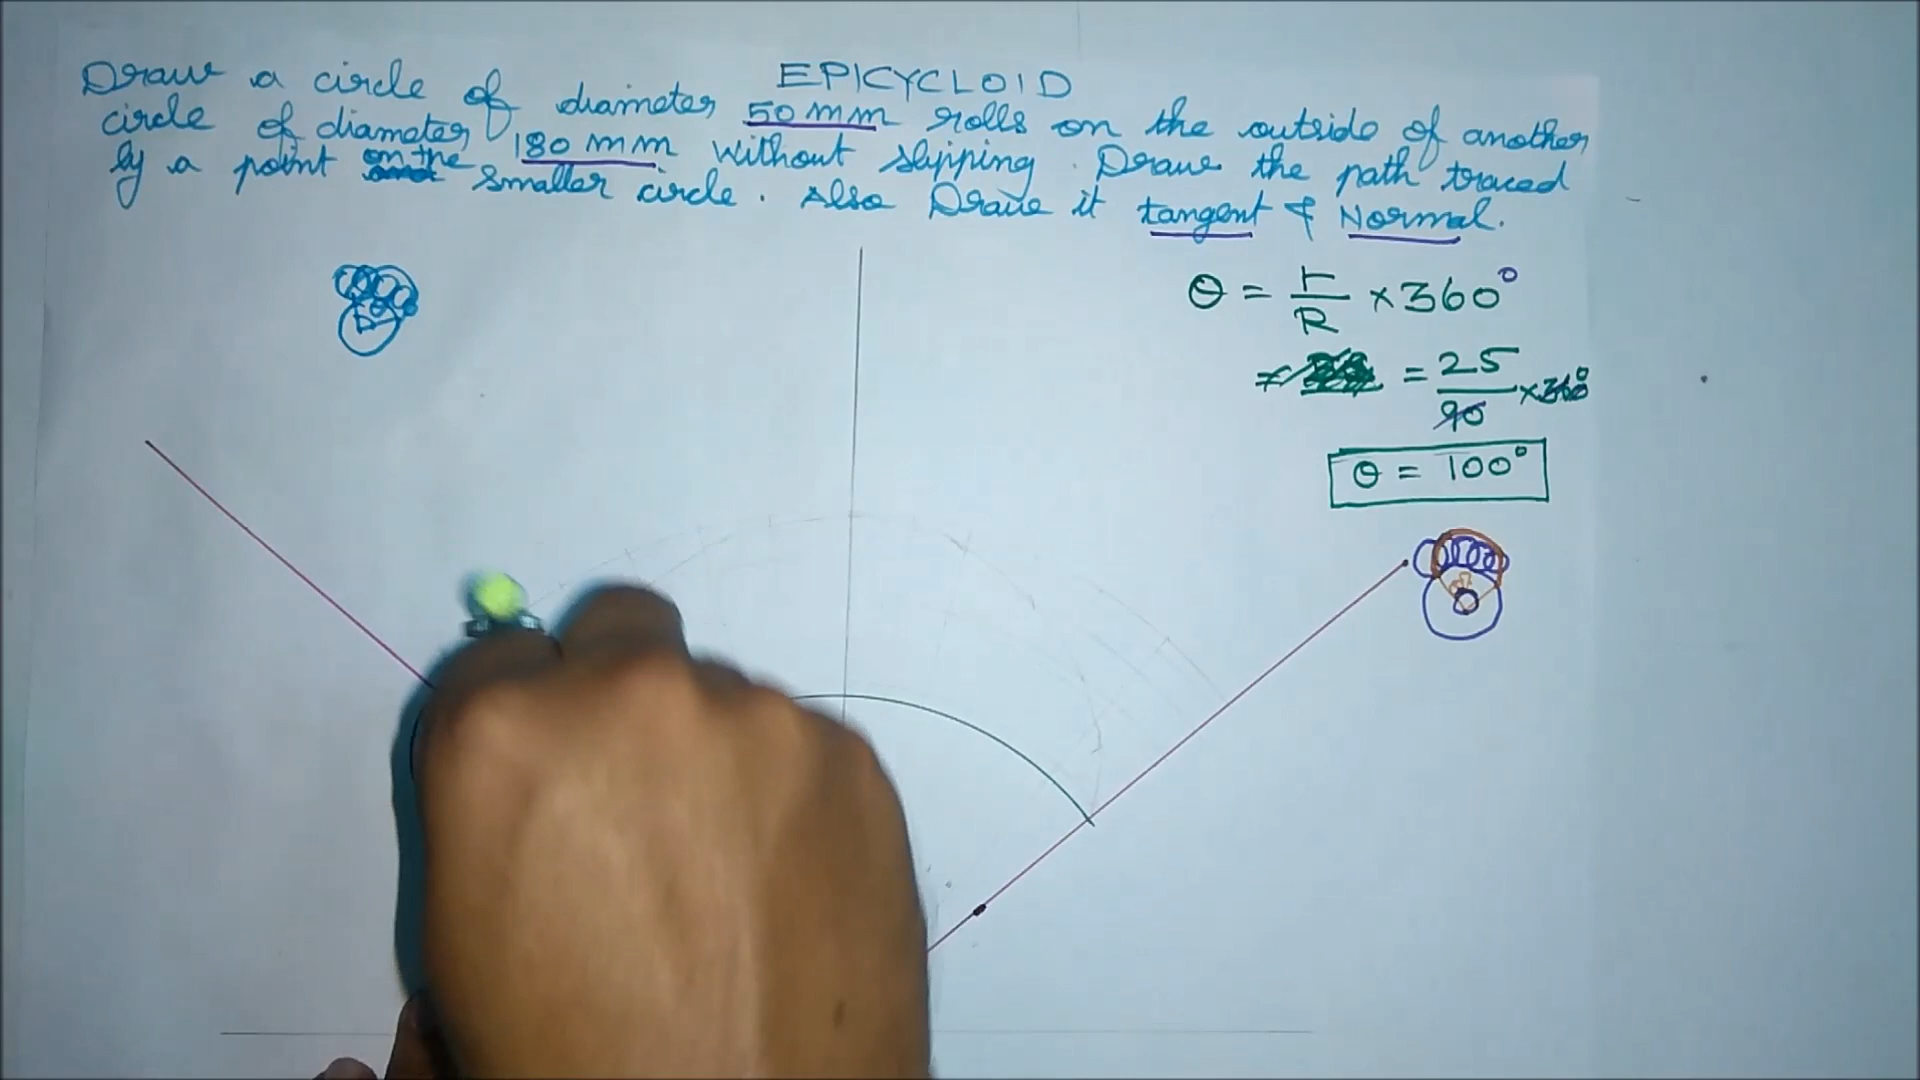 EPICYCLOID
Draw a circle of diameter 50 mm rolls on the outside of another
circle of diameter 180 mm without slipping. Draw the path traced
by a point on the smaller circle. Also Draw it tangent & Normal.
θ = r/R ×360°
= = 25/90 ×360°
θ = 100°